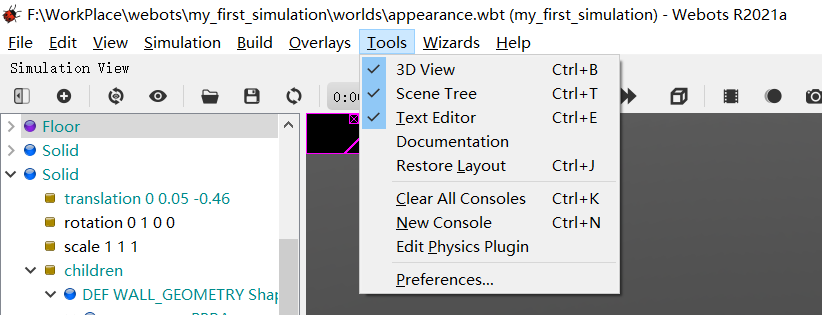 F:\WorkPlace\webots\my_first_simulation\worlds\appearance.wbt (my_first_simulation) - Webots R2021a
File Edit View Simulation Build Overlays Tools Wizards Help
Simulation View
3D View Ctrl+B
0:00
Scene Tree Ctrl+T
Floor
Text Editor Ctrl+E
Solid
Documentation
Solid
Restore Layout Ctrl+J
translation 0 0.05 -0.46
Clear All Consoles Ctrl+K
rotation 0 1 0 0
New Console Ctrl+N
scale 1 1 1
Edit Physics Plugin
children
Preferences...
DEF WALL_GEOMETRY Shap